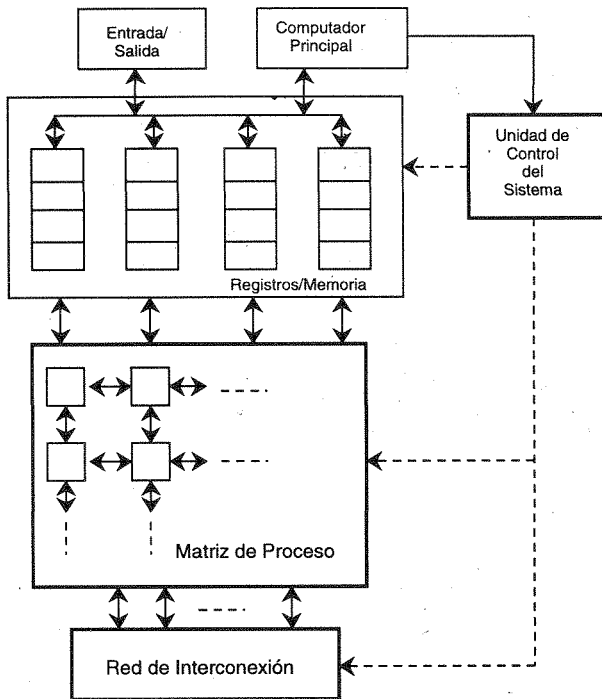 Entrada/
Salida
Computador
Principal
Unidad de
Control
del
Sistema
Registros/Memoria
Matriz de Proceso
Red de Interconexión